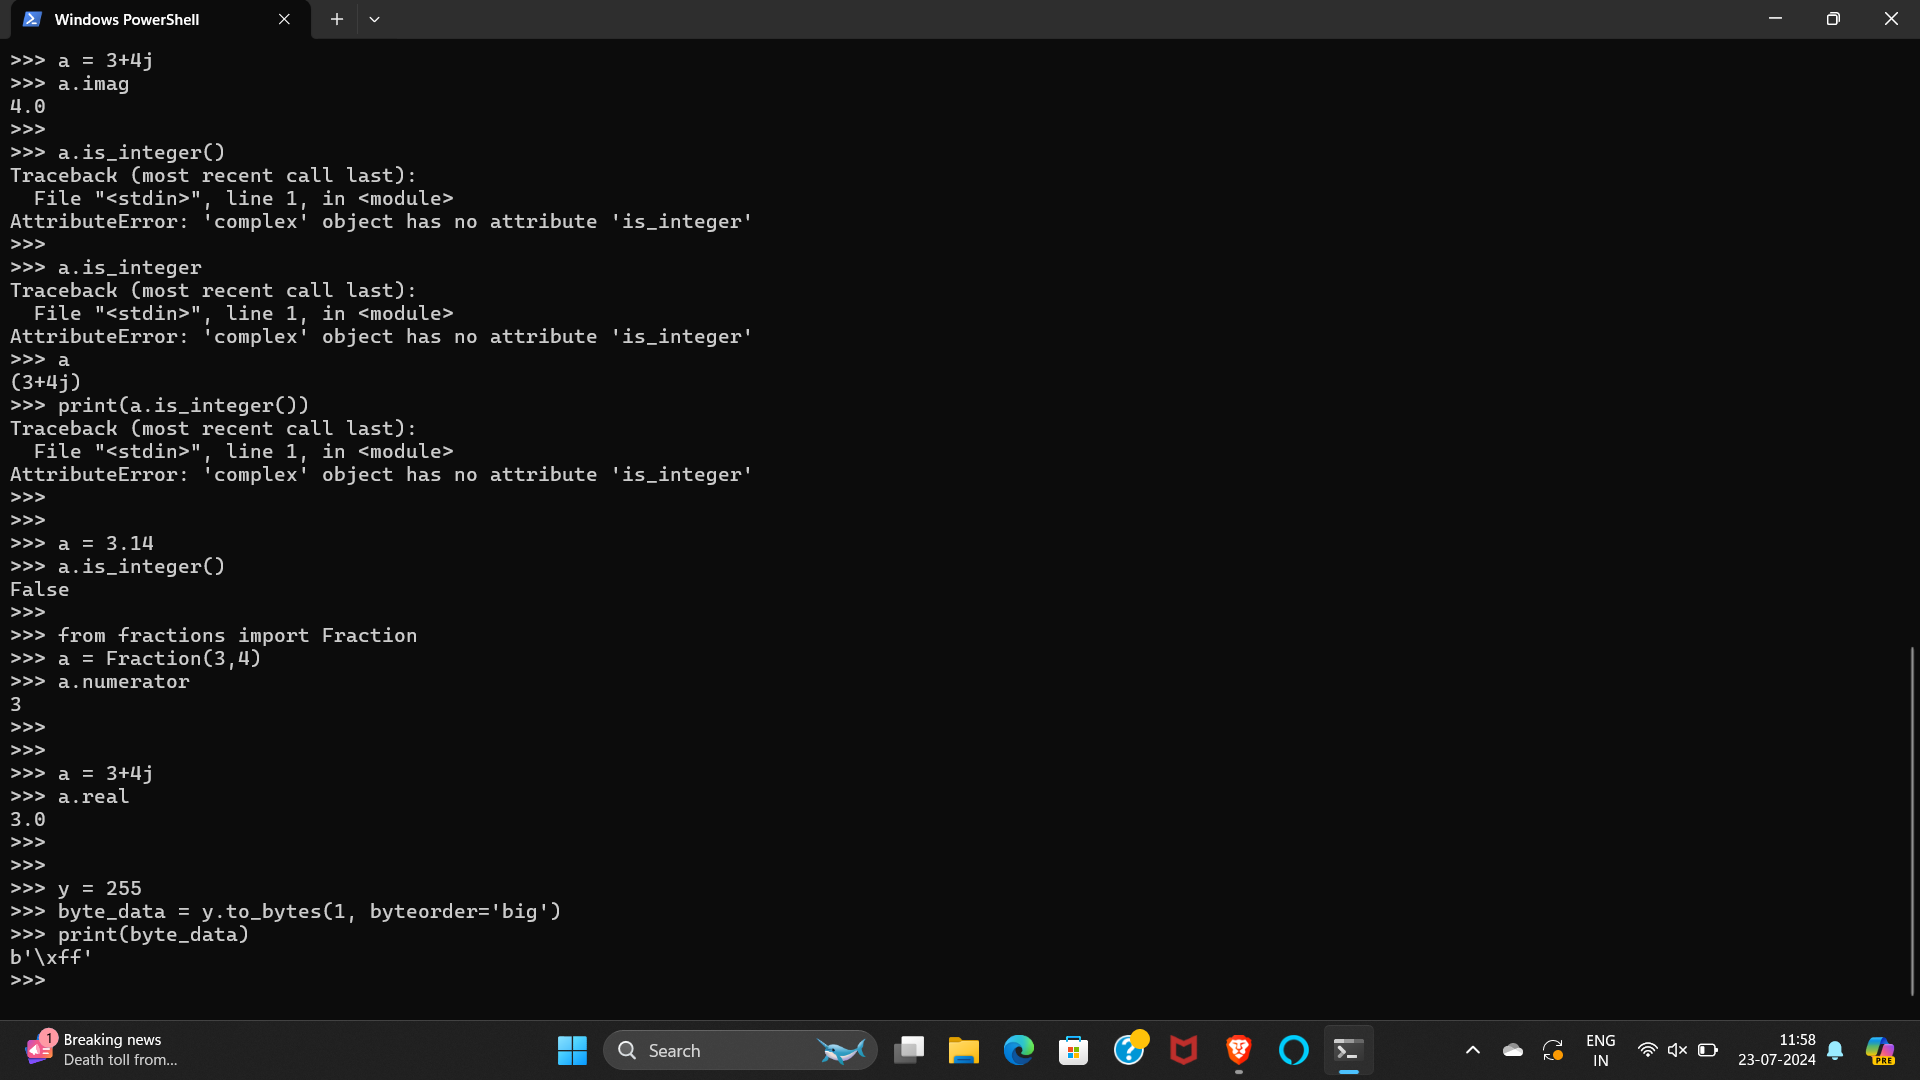 Windows PowerShell
>>> a = 3+4j
>>> a.imag
4.0
>>>
>>> a.is_integer()
Traceback (most recent call last):
  File "<stdin>", line 1, in <module>
AttributeError: 'complex' object has no attribute 'is_integer'
>>>
>>> a.is_integer
Traceback (most recent call last):
  File "<stdin>", line 1, in <module>
AttributeError: 'complex' object has no attribute 'is_integer'
>>> a
(3+4j)
>>> print(a.is_integer())
Traceback (most recent call last):
  File "<stdin>", line 1, in <module>
AttributeError: 'complex' object has no attribute 'is_integer'
>>>
>>>
>>> a = 3.14
>>> a.is_integer()
False
>>>
>>> from fractions import Fraction
>>> a = Fraction(3,4)
>>> a.numerator
3
>>>
>>>
>>> a = 3+4j
>>> a.real
3.0
>>>
>>>
>>> y = 255
>>> byte_data = y.to_bytes(1, byteorder='big')
>>> print(byte_data)
b'\xff'
>>>
1
Breaking news
Death toll from...
Search
ENG
IN
11:58
23-07-2024
PRE